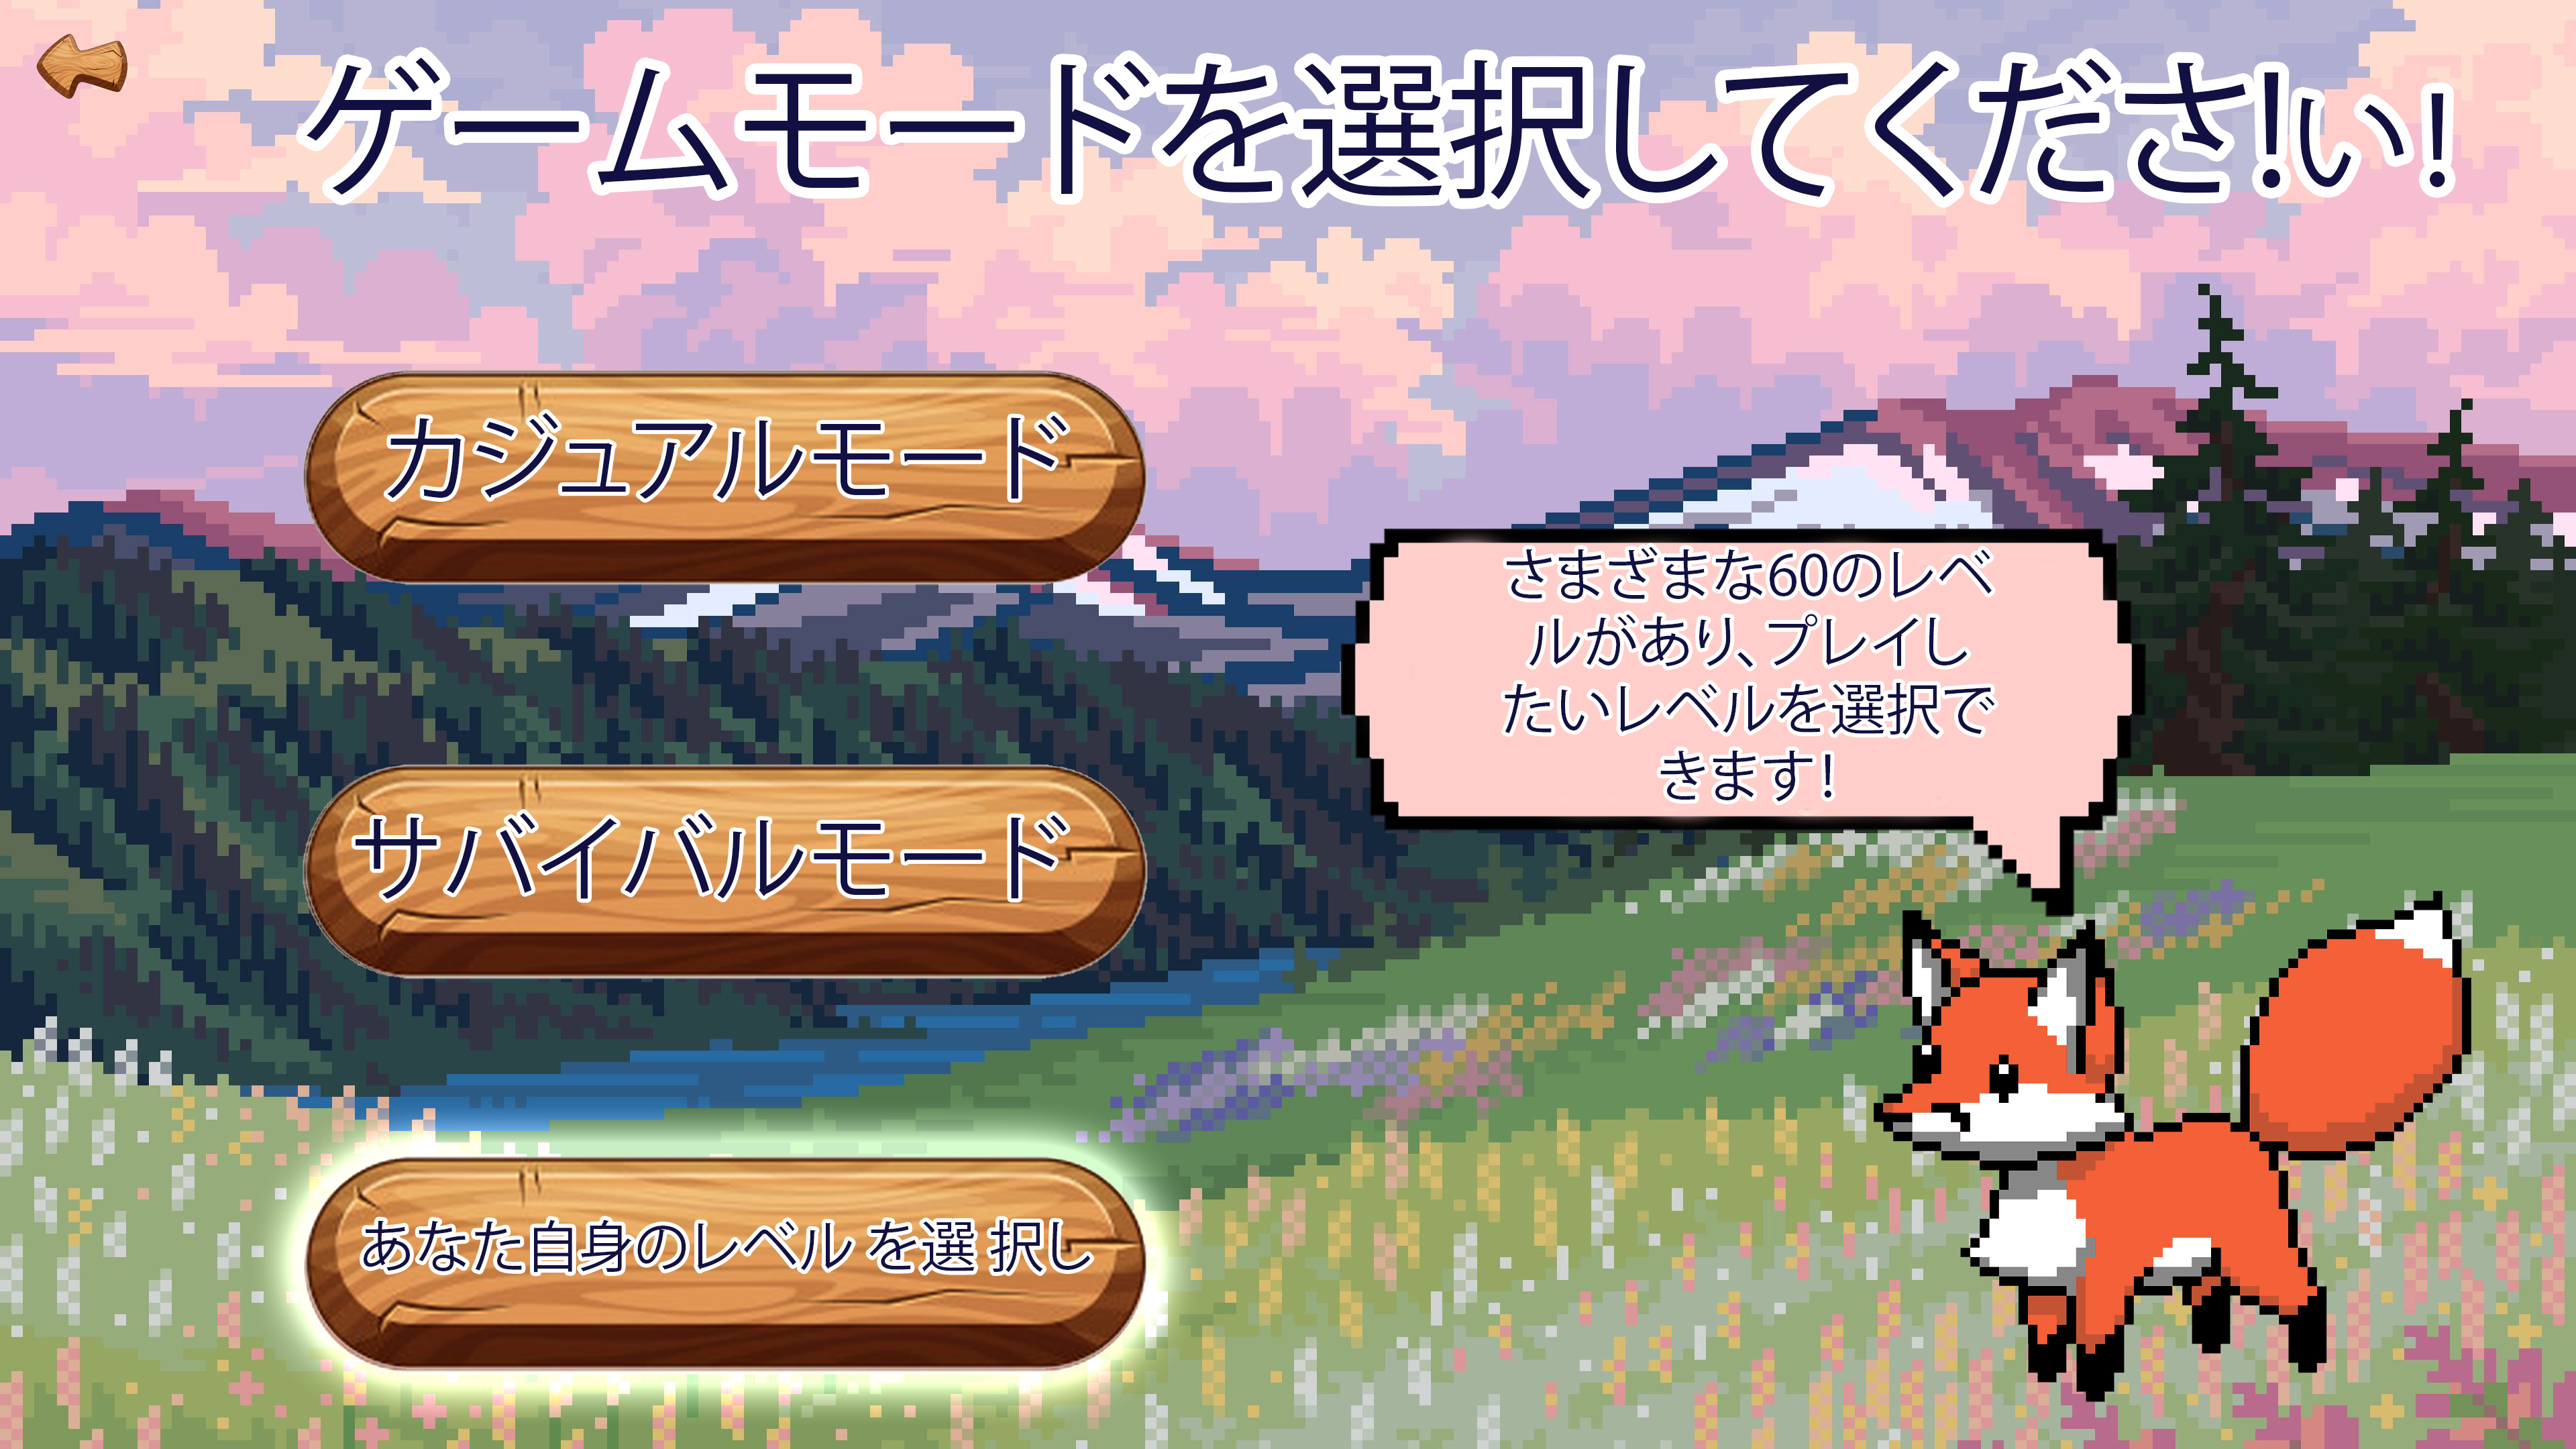 ゲームモードを選択してくださ!い!
カジュアルモード
サバイバルモード
あなた自身のレベル を選 択し
さまざまな60のレベ
ルがあり、プレイし
たいレベルを選択で
きます!